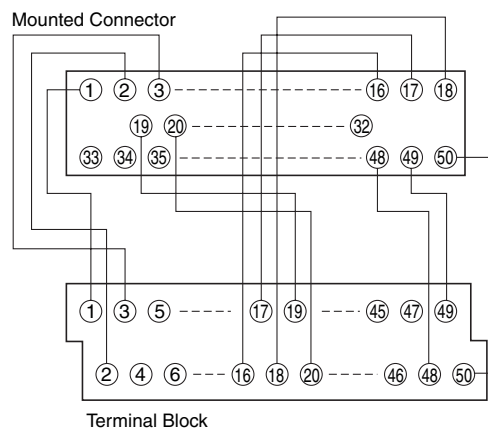 Mounted Connector
1 2 3 16 17 18
19 20 32
33 34 35 48 49 50
1 3 5 17 19 45 47 49
2 4 6 16 18 20 46 48 50
Terminal Block